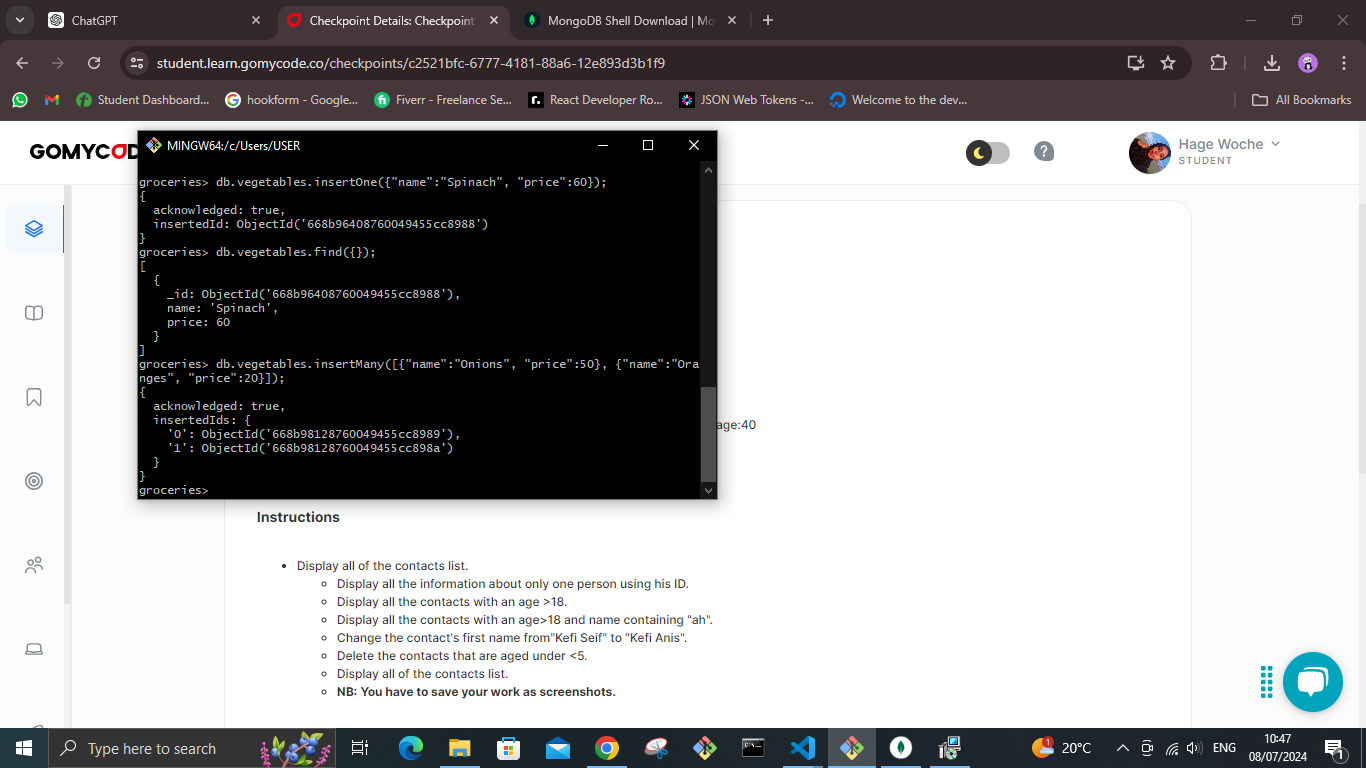 ChatGPT
Checkpoint Details: Checkpoint
MongoDB Shell Download | Mo
student.learn.gomycode.co/checkpoints/c2521bfc-6777-4181-88a6-12e893d3b1f9
Student Dashboard...
hookform - Google...
Fiverr - Freelance Se...
React Developer Ro...
JSON Web Tokens -...
Welcome to the dev...
All Bookmarks
GOMYCOD
Hage Woche
STUDENT
MINGW64:/c/Users/USER
groceries> db.vegetables.insertOne({"name":"Spinach", "price":60});
{
acknowledged: true,
insertedId: ObjectId('668b96408760049455cc8988')
}
groceries> db.vegetables.find({});
[
{
_id: ObjectId('668b96408760049455cc8988'),
name: 'Spinach',
price: 60
}
]
groceries> db.vegetables.insertMany([{"name":"Onions", "price":50}, {"name":"Ora
nges", "price":20}]);
{
acknowledged: true,
insertedIds: {
'0': ObjectId('668b98128760049455cc8989'),
'1': ObjectId('668b98128760049455cc898a')
}
}
groceries>
age:40
Instructions
• Display all of the contacts list.
○ Display all the information about only one person using his ID.
○ Display all the contacts with an age >18.
○ Display all the contacts with an age>18 and name containing "ah".
○ Change the contact's first name from"Kefi Seif" to "Kefi Anis".
○ Delete the contacts that are aged under <5.
○ Display all of the contacts list.
○ NB: You have to save your work as screenshots.
Type here to search
1
20°C
ENG
10:47
08/07/2024
1